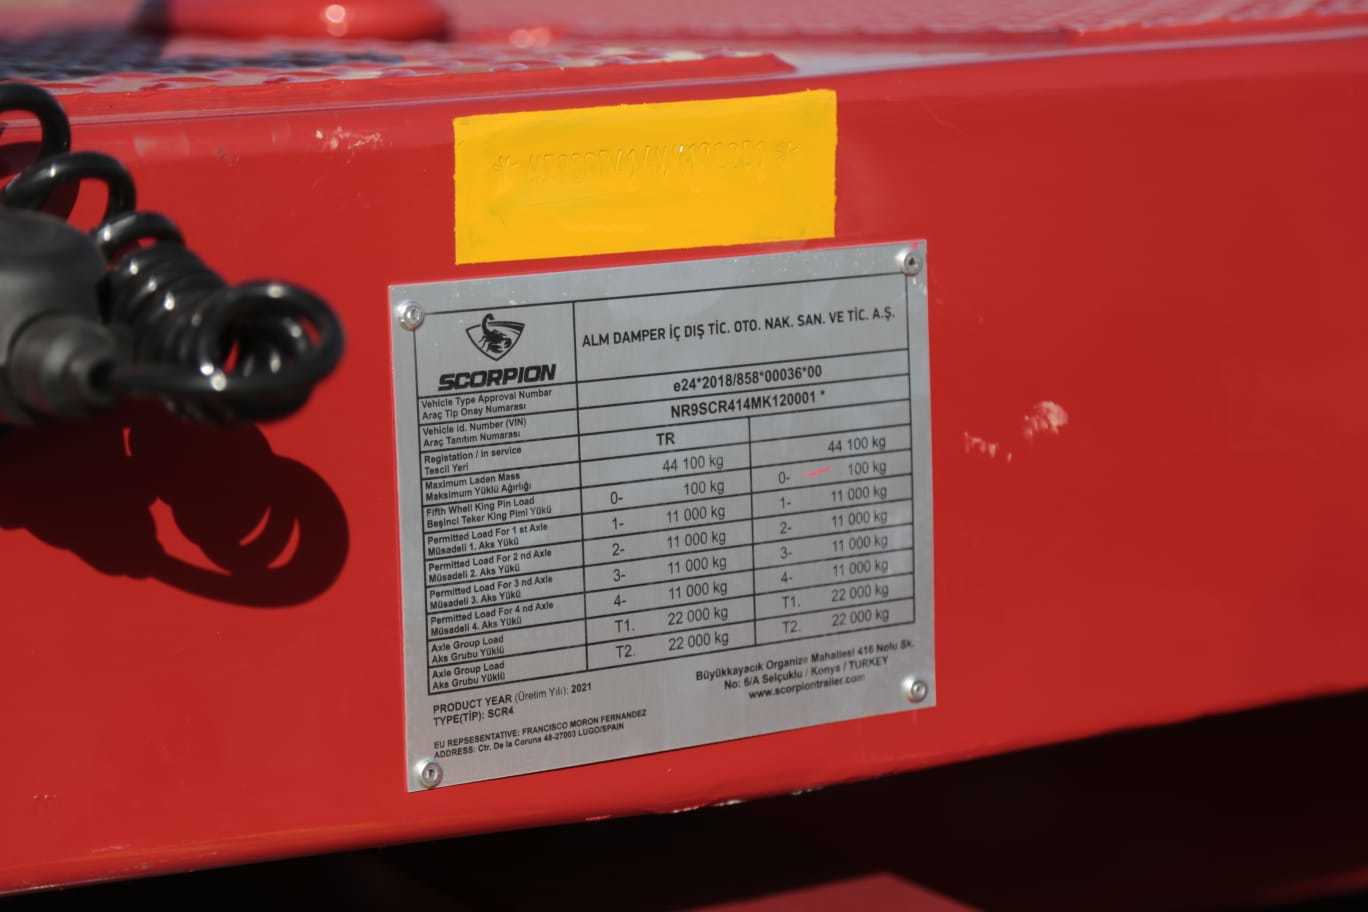 SCORPION
ALM DAMPER İÇ DIŞ TİC. OTO. NAK. SAN. VE TİC. A.Ş.
Vehicle Type Approval Numbar e24*2018/858*00036*00
Araç Tip Onay Numarası
Vehicle id. Number (VIN) NR9SCR414MK120001 *
Araç Tanıtım Numarası
Registation / in service TR
Tescil Yeri
Maximum Laden Mass 44 100 kg 44 100 kg
Maksimum Yüklü Ağırlığı
Fifth Whell King Pin Load 0- 100 kg 0- 100 kg
Beşinci Teker King Pimi Yükü
Permitted Load For 1 st Axle 1- 11 000 kg 1- 11 000 kg
Müsadeli 1. Aks Yükü
Permitted Load For 2 nd Axle 2- 11 000 kg 2- 11 000 kg
Müsadeli 2. Aks Yükü
Permitted Load For 3 nd Axle 3- 11 000 kg 3- 11 000 kg
Müsadeli 3. Aks Yükü
Permitted Load For 4 nd Axle 4- 11 000 kg 4- 11 000 kg
Müsadeli 4. Aks Yükü
Axle Group Load T1. 22 000 kg T1. 22 000 kg
Aks Grubu Yüklü
Axle Group Load T2. 22 000 kg T2. 22 000 kg
Aks Grubu Yüklü
PRODUCT YEAR (Üretim Yılı): 2021
TYPE(TİP): SCR4
Büyükkayacık Organize Mahallesi 416 Nolu Sk.
No: 6/A Selçuklu / Konya / TURKEY
www.scorpiontrailer.com
EU REPSESENTATIVE: FRANCISCO MORON FERNANDEZ
ADDRESS: Ctr. De la Coruna 48-27003 LUGO/SPAIN